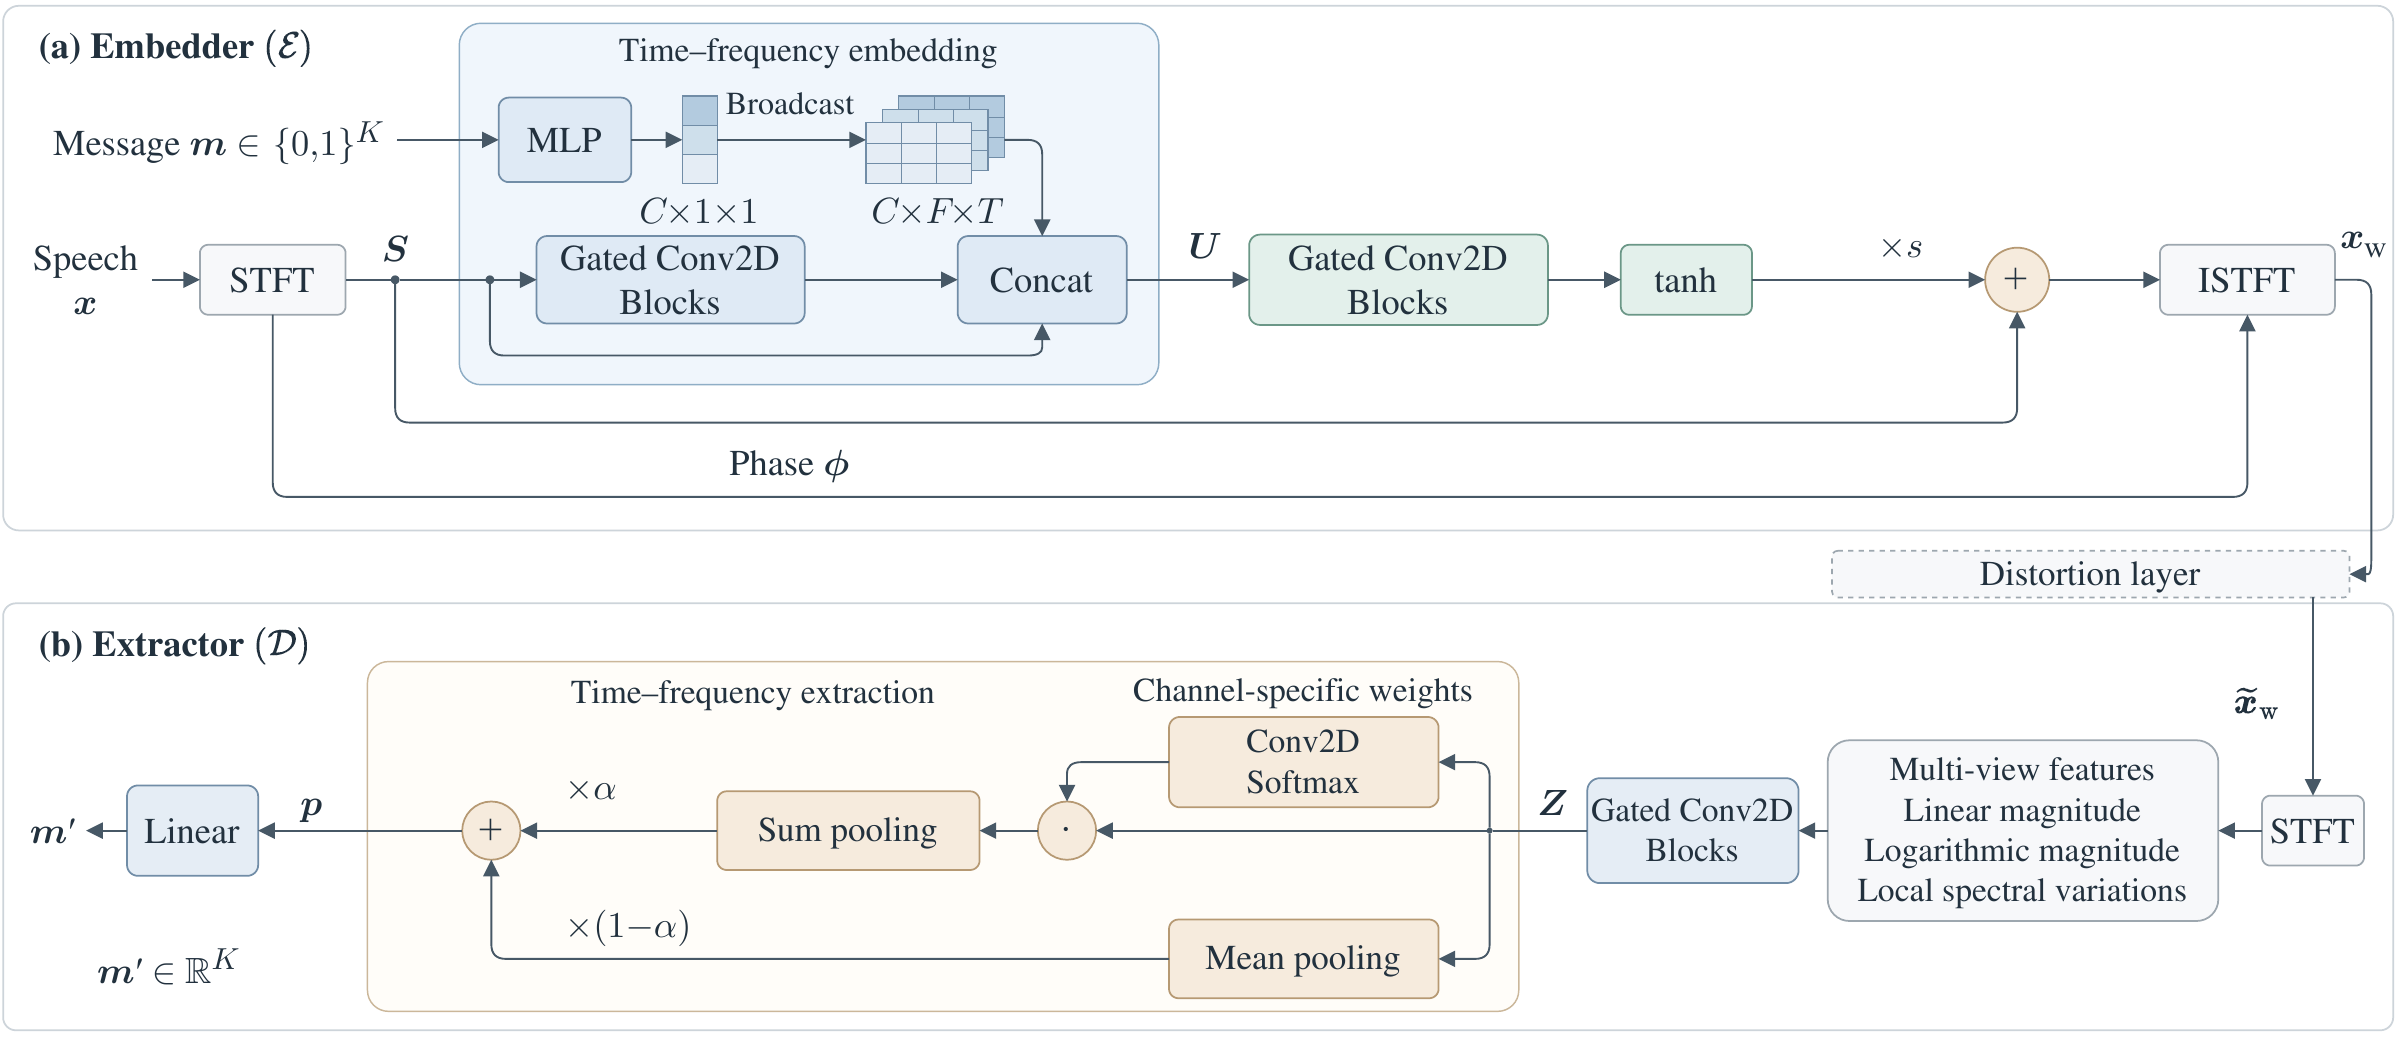 (a) Embedder (ℰ)
Time–frequency embedding
Message m ∈ {0,1}^K
MLP
Broadcast
C×1×1
C×F×T
Speech
x
STFT
S
Gated Conv2D
Blocks
Concat
U
Gated Conv2D
Blocks
tanh
×s
+
ISTFT
x_w
Phase ϕ
Distortion layer
(b) Extractor (𝒟)
Time–frequency extraction
Channel-specific weights
x̃_w
Conv2D
Softmax
m′
Linear
p
+
×α
Sum pooling
·
Z
Gated Conv2D
Blocks
Multi-view features
Linear magnitude
Logarithmic magnitude
Local spectral variations
STFT
×(1−α)
Mean pooling
m′ ∈ ℝ^K